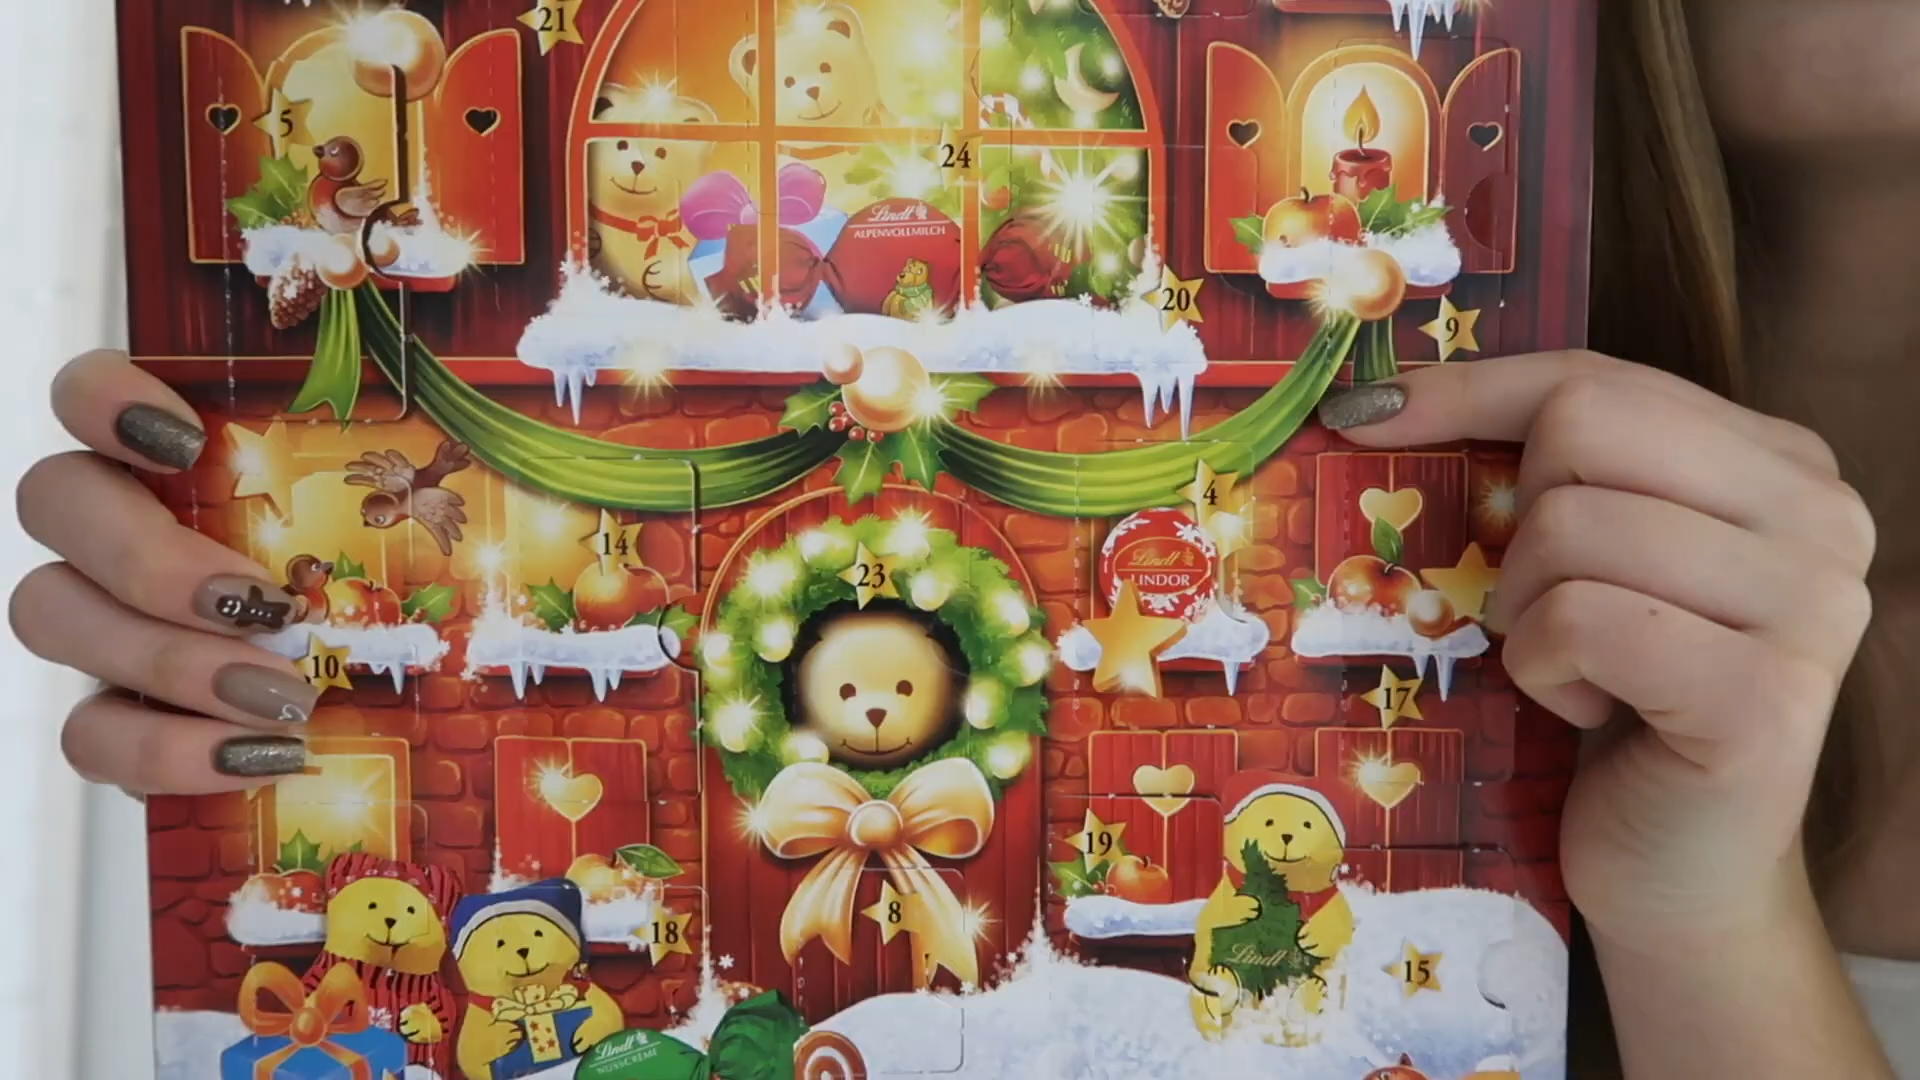 21
5
24
Lindt
ALPENVOLLMILCH
20
9
4
14
23
Lindt
LINDOR
10
17
19
8
18
15
Lindt
Lindt
NUSSCREME